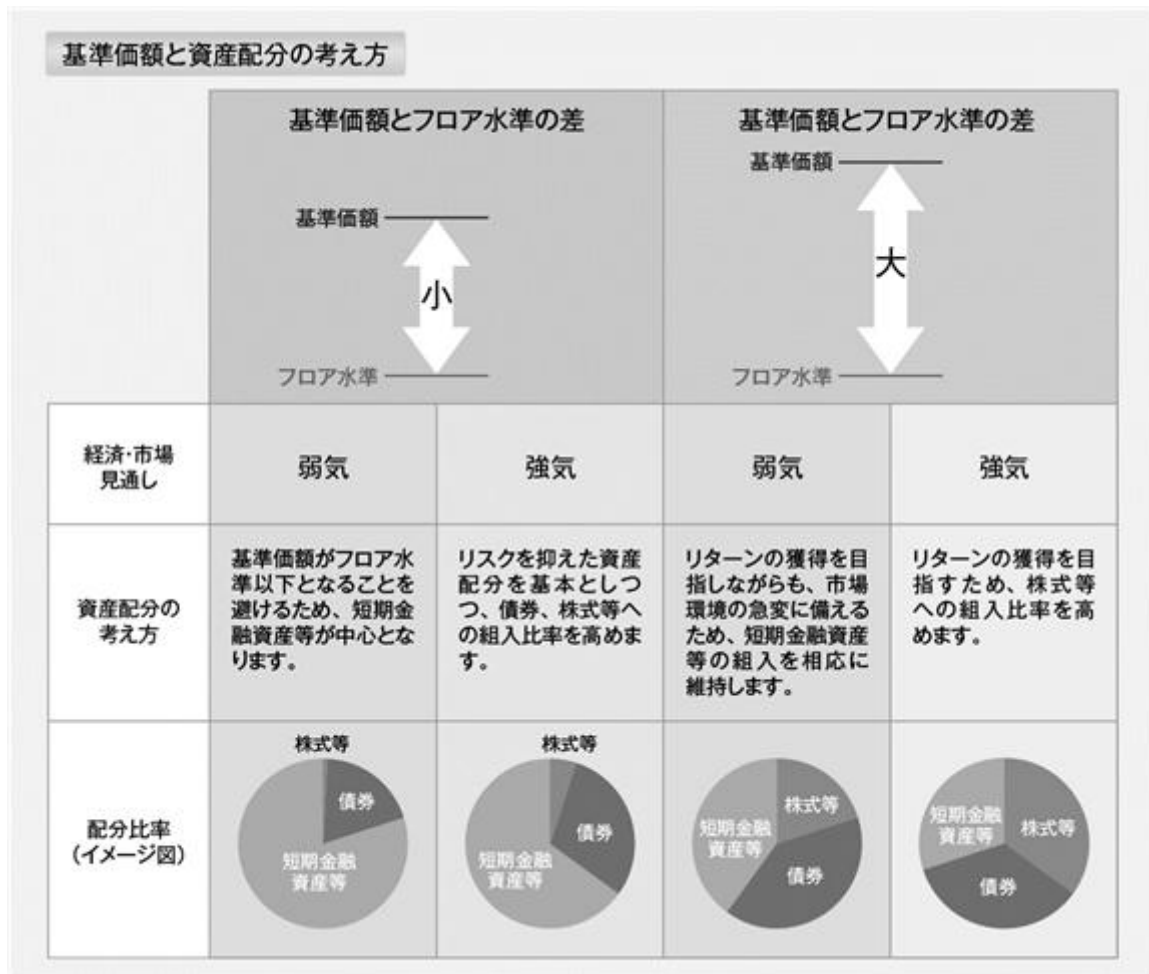 基準価額と資産配分の考え方
基準価額とフロア水準の差
基準価額
小
フロア水準
基準価額とフロア水準の差
基準価額
大
フロア水準
経済・市場
見通し
弱気
強気
弱気
強気
資産配分の
考え方
基準価額がフロア水
準以下となることを
避けるため、短期金
融資産等が中心とな
ります。
リスクを抑えた資産
配分を基本としつ
つ、債券、株式等へ
の組入比率を高めま
す。
リターンの獲得を目
指しながらも、市場
環境の急変に備える
ため、短期金融資産
等の組入を相応に
維持します。
リターンの獲得を目
指すため、株式等
への組入比率を高
めます。
配分比率
（イメージ図）
株式等
債券
短期金融
資産等
株式等
債券
短期金融
資産等
株式等
短期金融
資産等
債券
短期金融
資産等
株式等
債券